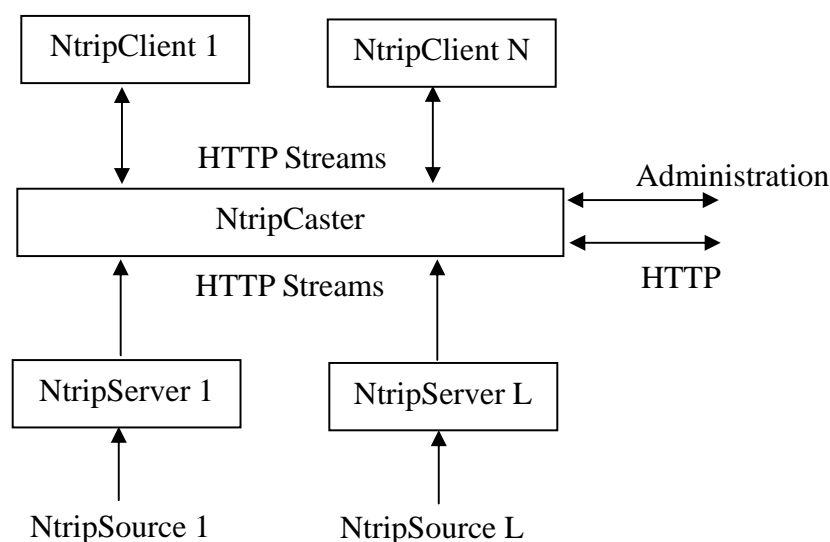 NtripClient 1
NtripClient N
HTTP Streams
Administration
NtripCaster
HTTP Streams
HTTP
NtripServer 1
NtripServer L
NtripSource 1
NtripSource L